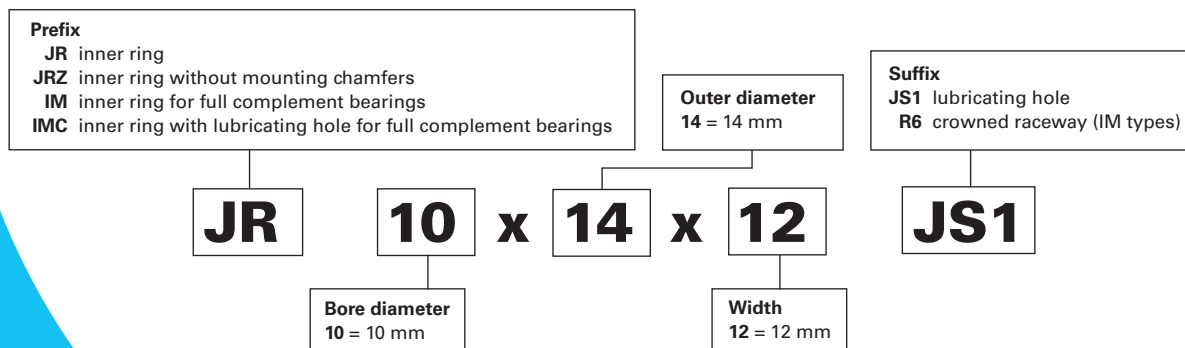 Prefix
JR inner ring
JRZ inner ring without mounting chamfers
IM inner ring for full complement bearings
IMC inner ring with lubricating hole for full complement bearings
Outer diameter
14 = 14 mm
Suffix
JS1 lubricating hole
R6 crowned raceway (IM types)
JR 10 x 14 x 12 JS1
Bore diameter
10 = 10 mm
Width
12 = 12 mm